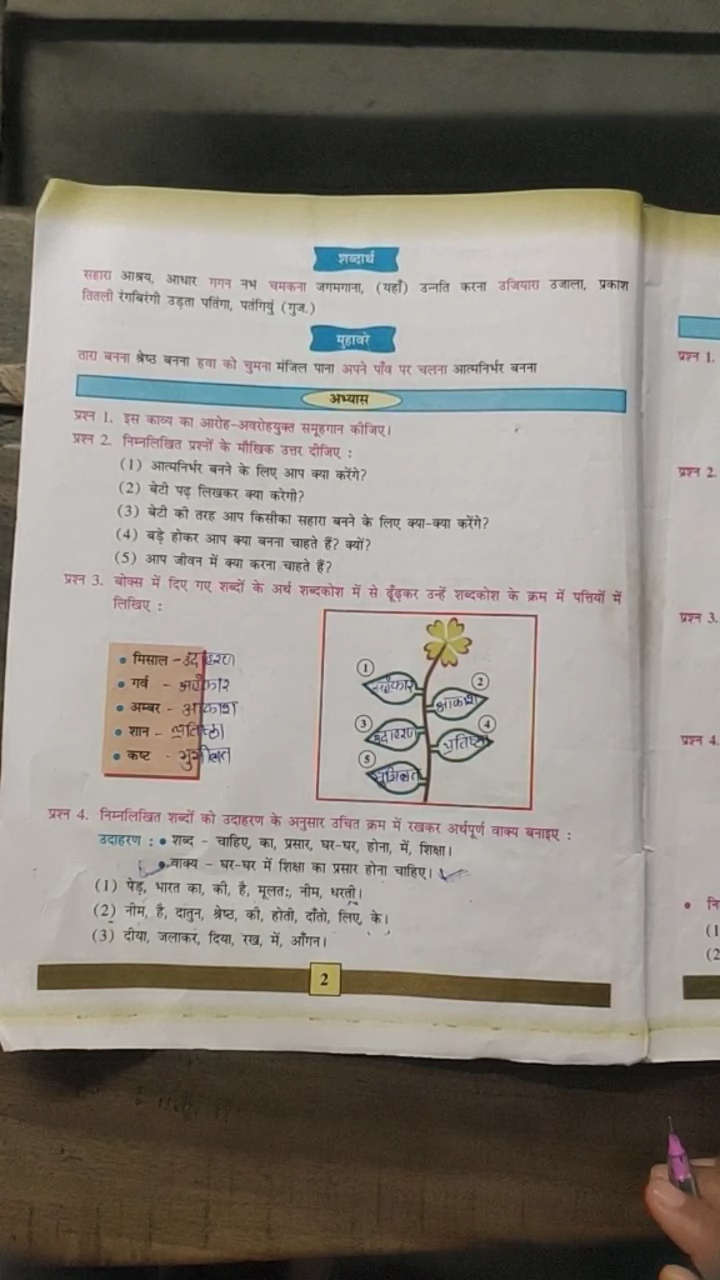 शब्दार्थ
सहारा आश्रय, आधार गगन नभ चमकना जगमगाना, (यहाँ) उन्नति करना उजियारा उजाला, प्रकाश
तितली रंगबिरंगी उड़ता पतिंगा, पतंगियुं (गुज.)
मुहावरे
तारा बनना श्रेष्ठ बनना हवा को चुमना मंजिल पाना अपने पाँव पर चलना आत्मनिर्भर बनना
अभ्यास
प्रश्न 1. इस काव्य का आरोह-अवरोहयुक्त समूहगान कीजिए।
प्रश्न 2. निम्नलिखित प्रश्नों के मौखिक उत्तर दीजिए :
(1) आत्मनिर्भर बनने के लिए आप क्या करेंगे?
(2) बेटी पढ़ लिखकर क्या करेगी?
(3) बेटी की तरह आप किसीका सहारा बनने के लिए क्या-क्या करेंगे?
(4) बड़े होकर आप क्या बनना चाहते हैं? क्यों?
(5) आप जीवन में क्या करना चाहते हैं?
प्रश्न 3. बोक्स में दिए गए शब्दों के अर्थ शब्दकोश में से ढूँढ़कर उन्हें शब्दकोश के क्रम में पत्तियों में
लिखिए :
• मिसाल - उदाहरण
• गर्व - अहंकार
• अम्बर - आकाश
• शान - प्रतिष्ठा
• कष्ट - मुसीबत
① अहंकार
② आकाश
③ उदाहरण
④ प्रतिष्ठा
⑤ मुसीबत
प्रश्न 4. निम्नलिखित शब्दों को उदाहरण के अनुसार उचित क्रम में रखकर अर्थपूर्ण वाक्य बनाइए :
उदाहरण : • शब्द - चाहिए, का, प्रसार, घर-घर, होना, में, शिक्षा।
• वाक्य - घर-घर में शिक्षा का प्रसार होना चाहिए।
(1) पेड़, भारत का, की, है, मूलतः, नीम, धरती।
(2) नीम, है, दातुन, श्रेष्ठ, की, होती, दाँतो, लिए, के।
(3) दीया, जलाकर, दिया, रख, में, आँगन।
2
प्रश्न 1.
प्रश्न 2.
प्रश्न 3.
प्रश्न 4.
(1
(2